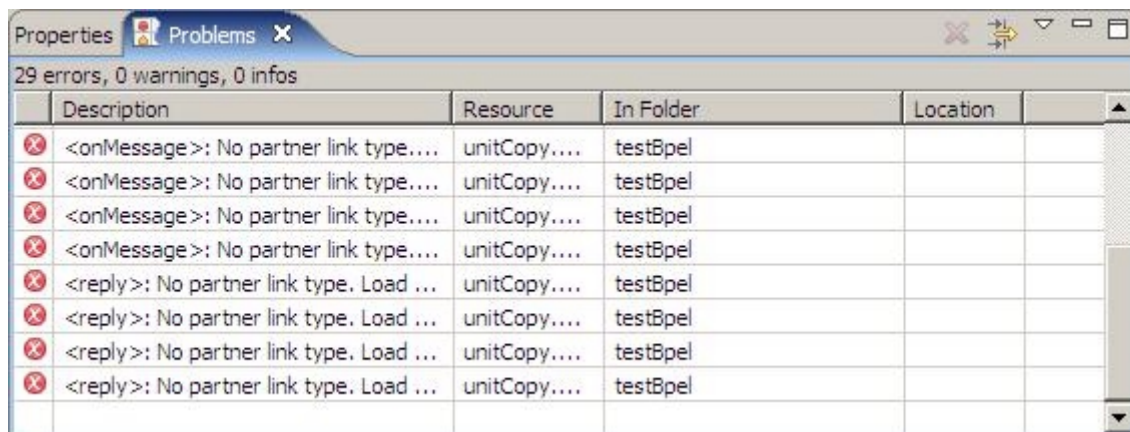 Properties Problems
29 errors, 0 warnings, 0 infos
Description Resource In Folder Location
<onMessage>: No partner link type.... unitCopy.... testBpel
<onMessage>: No partner link type.... unitCopy.... testBpel
<onMessage>: No partner link type.... unitCopy.... testBpel
<onMessage>: No partner link type.... unitCopy.... testBpel
<reply>: No partner link type. Load ... unitCopy.... testBpel
<reply>: No partner link type. Load ... unitCopy.... testBpel
<reply>: No partner link type. Load ... unitCopy.... testBpel
<reply>: No partner link type. Load ... unitCopy.... testBpel